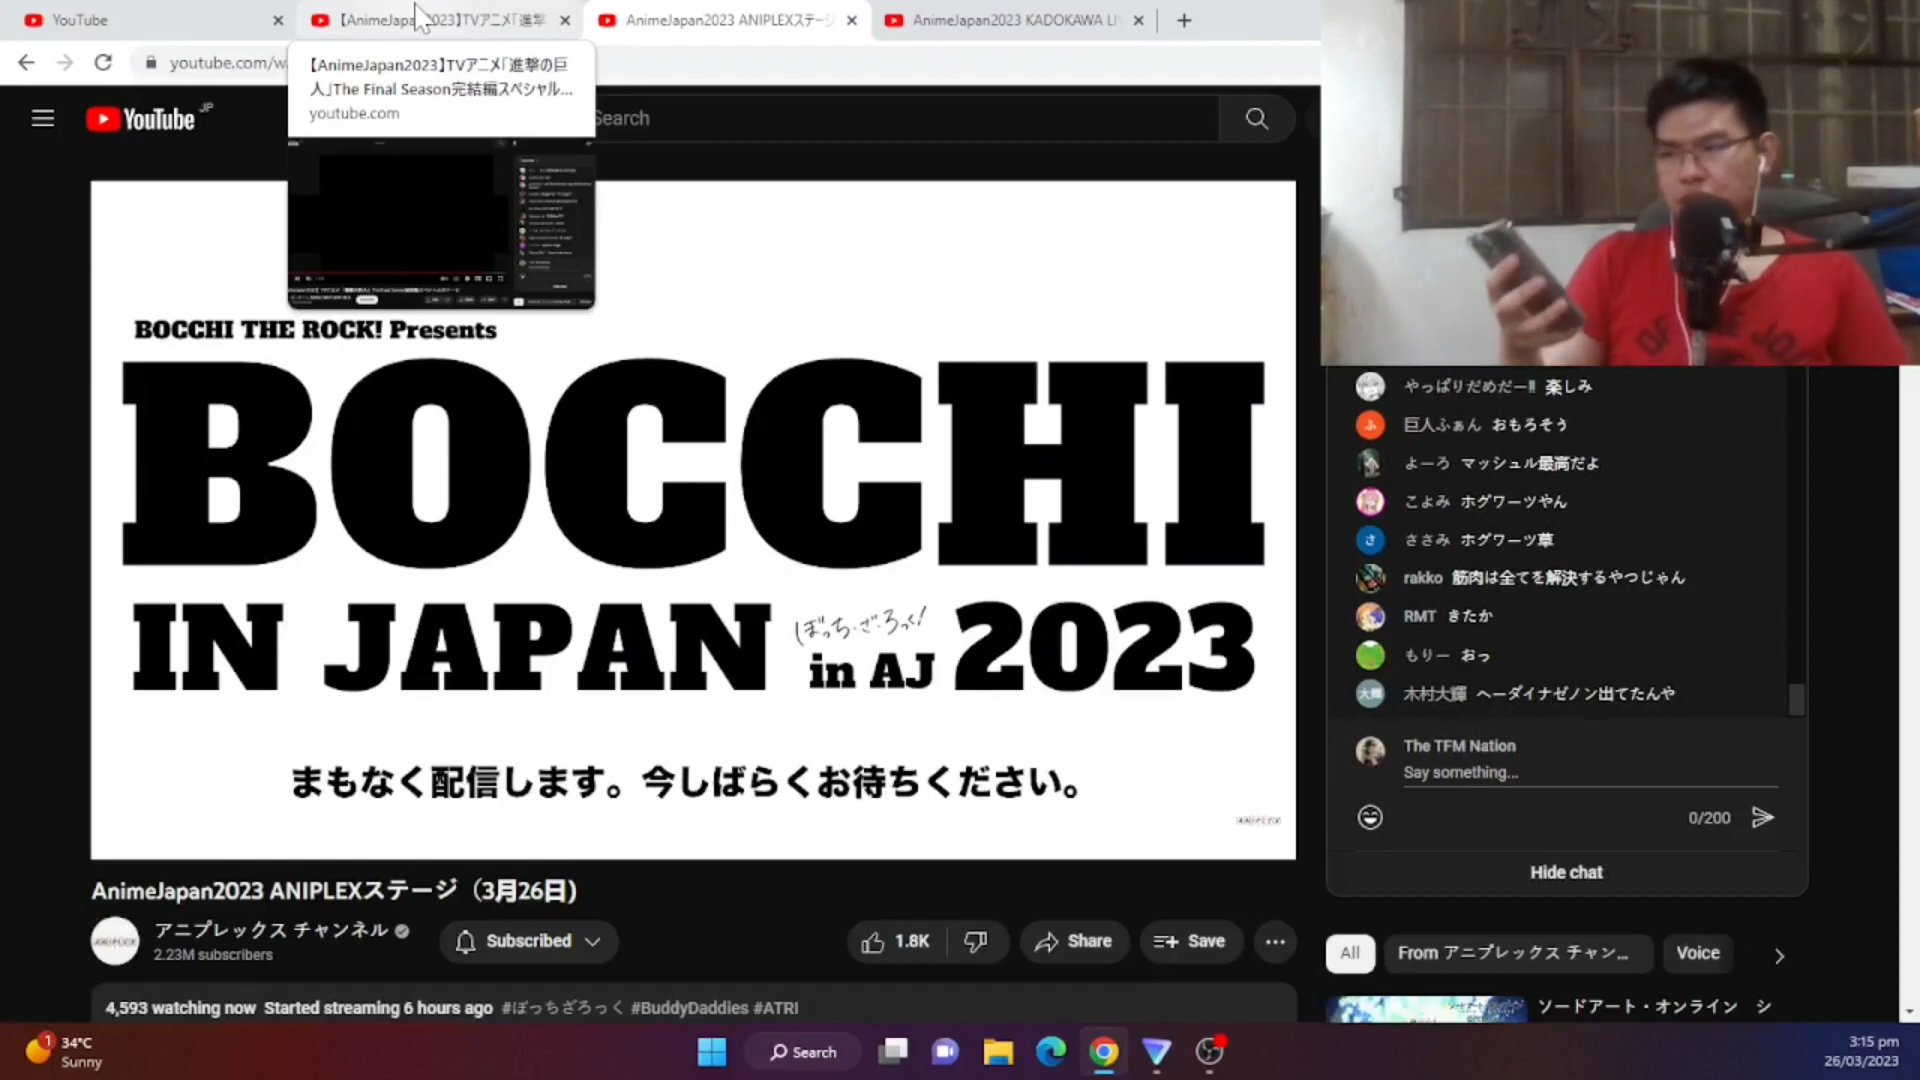 YouTube
【AnimeJapan2023】TVアニメ「進撃
AnimeJapan2023 ANIPLEXステージ
AnimeJapan2023 KADOKAWA LI
youtube.com/w
【AnimeJapan2023】TVアニメ「進撃の巨
人」The Final Season完結編スペシャル...
youtube.com
YouTube JP
Search
BOCCHI THE ROCK! Presents
BOCCHI
IN JAPAN ぼっち・ざ・ろっく! in AJ 2023
まもなく配信します。今しばらくお待ちください。
ANIPLEX
やっぱりだめだー!! 楽しみ
巨人ふぁん おもろそう
よーろ マッシュル最高だよ
こよみ ホグワーツやん
さ ささみ ホグワーツ草
rakko 筋肉は全てを解決するやつじゃん
RMT きたか
もりー おっ
大輝 木村大輝 ヘーダイナゼノン出てたんや
The TFM Nation
Say something...
0/200
Hide chat
AnimeJapan2023 ANIPLEXステージ（3月26日）
ANIPLEX
アニプレックス チャンネル
2.23M subscribers
Subscribed
1.8K
Share
Save
4,593 watching now Started streaming 6 hours ago #ぼっちざろっく #BuddyDaddies #ATRI
All
From アニプレックス チャン...
Voice
ソードアート・オンライン シ
1
34°C
Sunny
Search
3:15 pm
26/03/2023